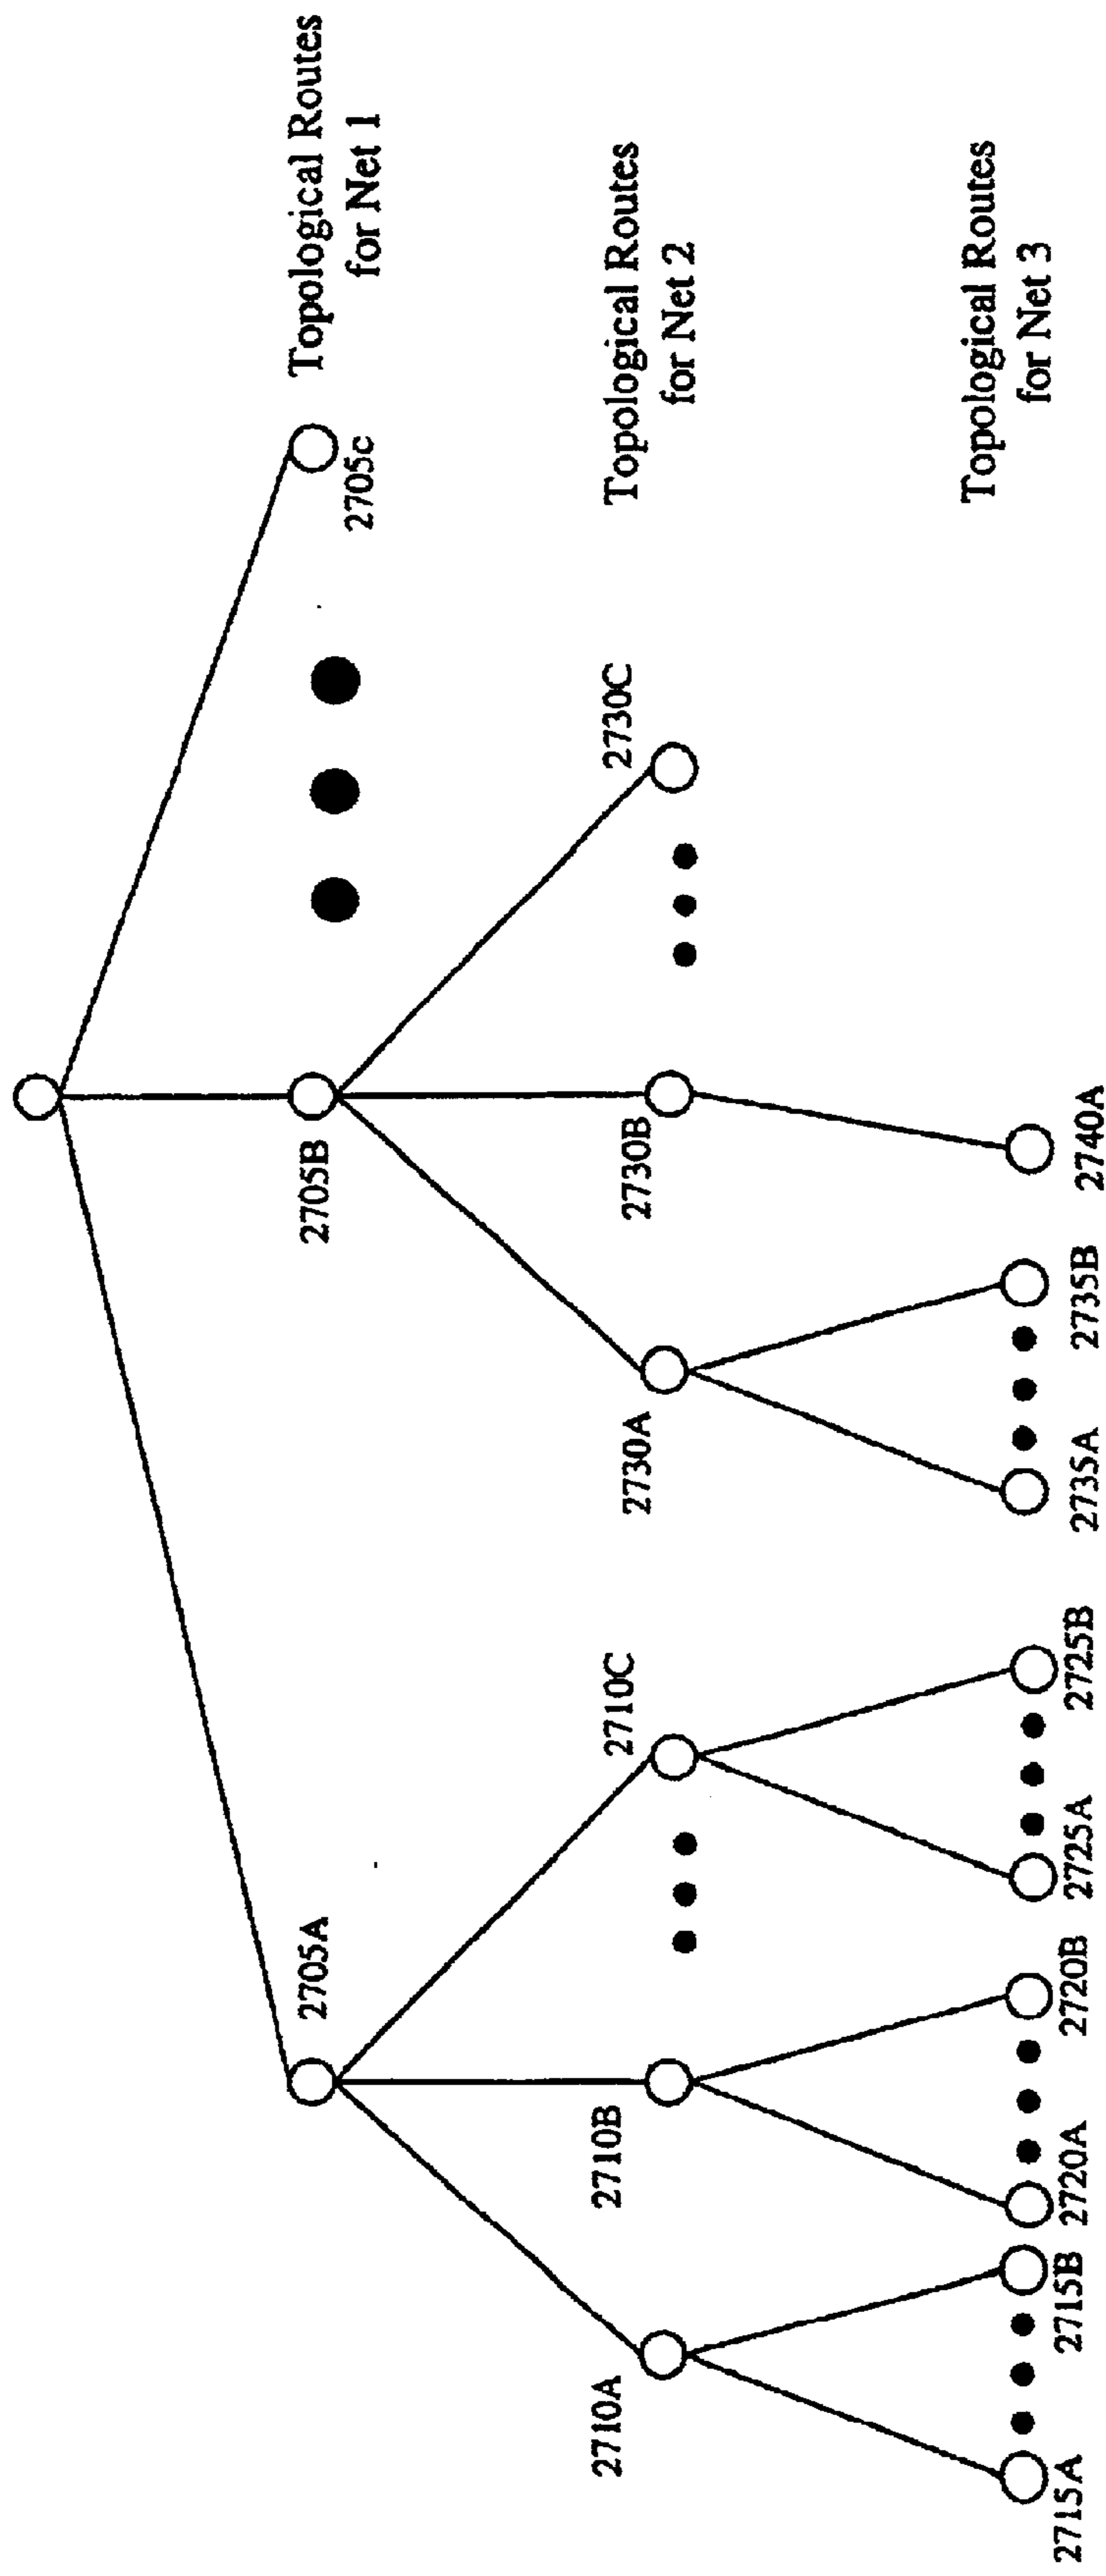 Topological Routes
for Net 1
2705A
2705B
2705c
Topological Routes
for Net 2
2710A
2710B
2710C
2730A
2730B
2730C
Topological Routes
for Net 3
2715A
2715B
2720A
2720B
2725A
2725B
2735A
2735B
2740A